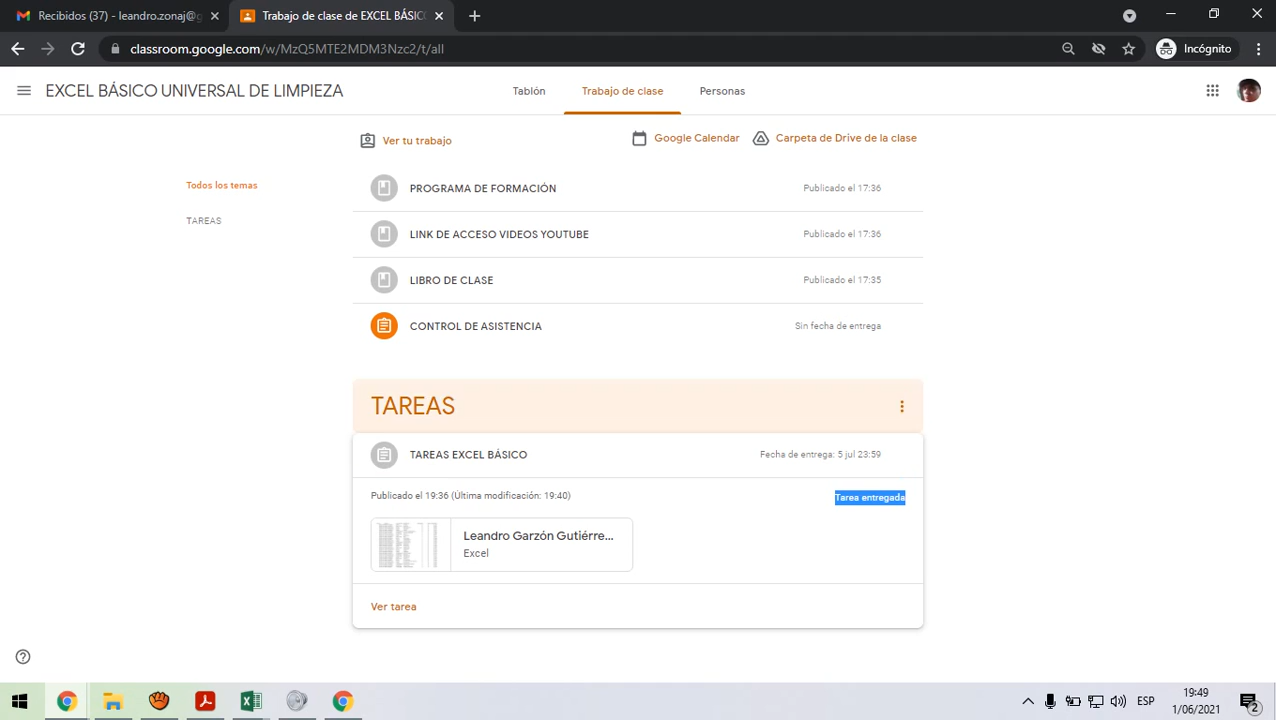 Recibidos (37) - leandro.zonaj@g
Trabajo de clase de EXCEL BÁSIC
classroom.google.com/w/MzQ5MTE2MDM3Nzc2/t/all
Incógnito
EXCEL BÁSICO UNIVERSAL DE LIMPIEZA
Tablón
Trabajo de clase
Personas
Ver tu trabajo
Google Calendar
Carpeta de Drive de la clase
Todos los temas
TAREAS
PROGRAMA DE FORMACIÓN
Publicado el 17:36
LINK DE ACCESO VIDEOS YOUTUBE
Publicado el 17:36
LIBRO DE CLASE
Publicado el 17:35
CONTROL DE ASISTENCIA
Sin fecha de entrega
TAREAS
TAREAS EXCEL BÁSICO
Fecha de entrega: 5 jul 23:59
Publicado el 19:36 (Última modificación: 19:40)
Tarea entregada
Leandro Garzón Gutiérre...
Excel
Ver tarea
ESP
19:49
1/06/2021
2